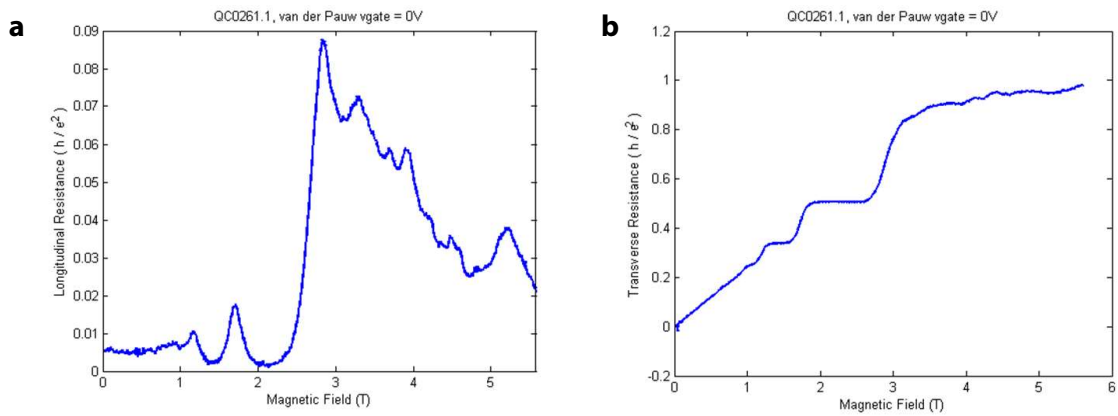 a
QC0261.1, van der Pauw vgate = 0V
Longitudinal Resistance ( h / e²)
0.09
0.08
0.07
0.06
0.05
0.04
0.03
0.02
0.01
0
0 1 2 3 4 5
Magnetic Field (T)
b
QC0261.1, van der Pauw vgate = 0V
Transverse Resistance ( h / e²)
1.2
1
0.8
0.6
0.4
0.2
0
-0.2
0 1 2 3 4 5 6
Magnetic Field (T)